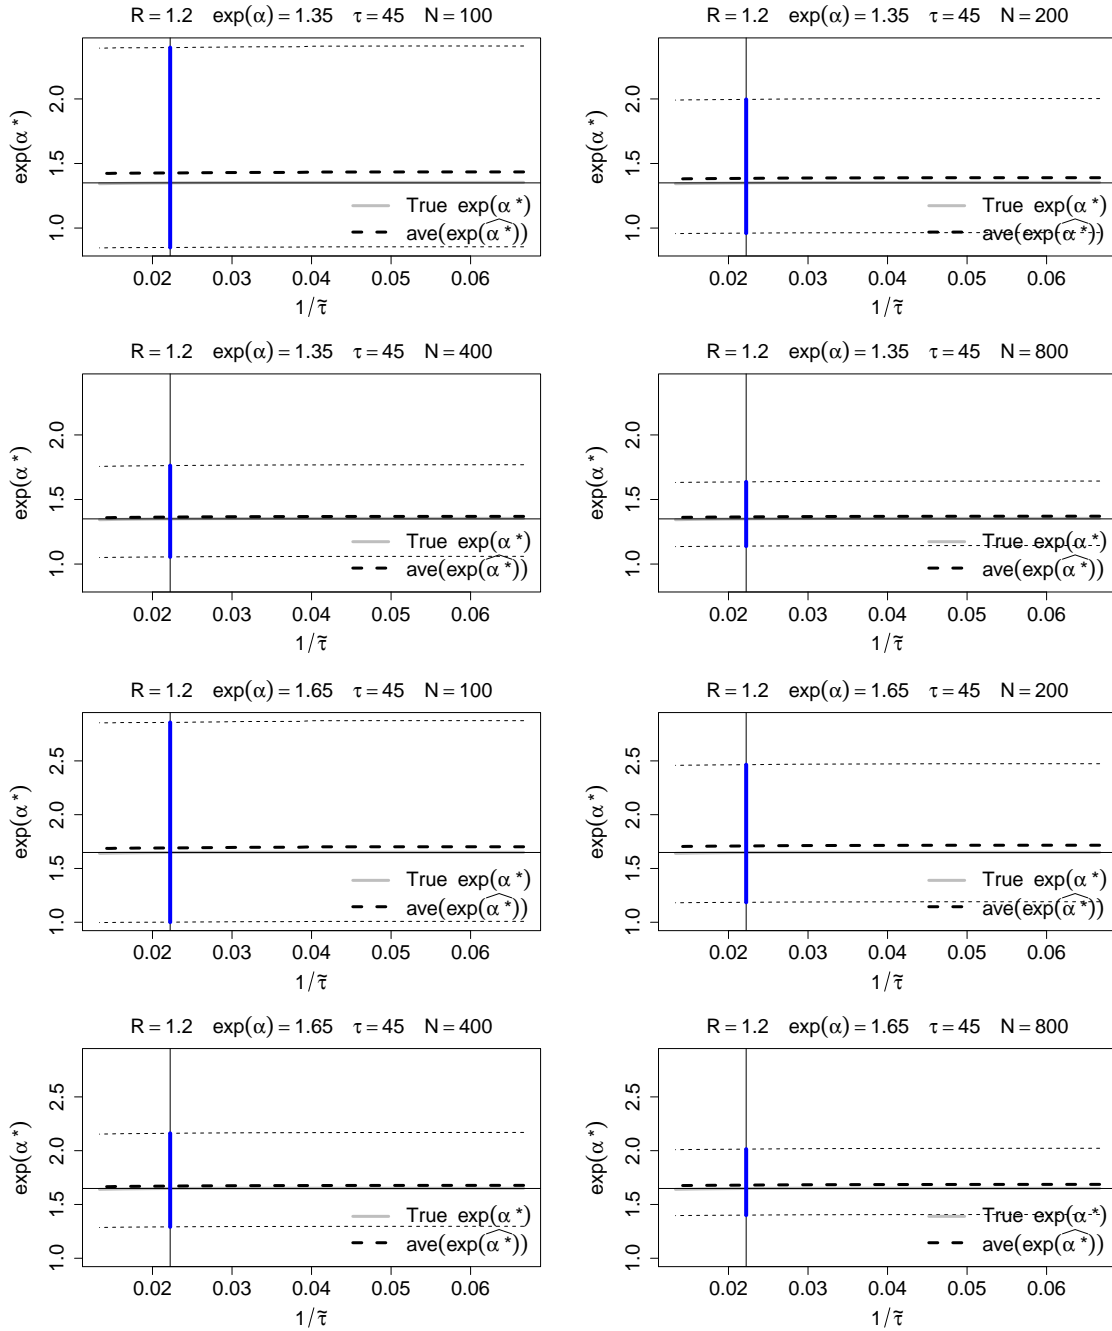 R = 1.2 exp(α) = 1.35 τ = 45 N = 100
exp(α*)
1.0 1.5 2.0
True exp(α*)
ave(exp(α̂*))
0.02 0.03 0.04 0.05 0.06
1/τ̃
R = 1.2 exp(α) = 1.35 τ = 45 N = 200
exp(α*)
1.0 1.5 2.0
True exp(α*)
ave(exp(α̂*))
0.02 0.03 0.04 0.05 0.06
1/τ̃
R = 1.2 exp(α) = 1.35 τ = 45 N = 400
exp(α*)
1.0 1.5 2.0
True exp(α*)
ave(exp(α̂*))
0.02 0.03 0.04 0.05 0.06
1/τ̃
R = 1.2 exp(α) = 1.35 τ = 45 N = 800
exp(α*)
1.0 1.5 2.0
True exp(α*)
ave(exp(α̂*))
0.02 0.03 0.04 0.05 0.06
1/τ̃
R = 1.2 exp(α) = 1.65 τ = 45 N = 100
exp(α*)
1.0 1.5 2.0 2.5
True exp(α*)
ave(exp(α̂*))
0.02 0.03 0.04 0.05 0.06
1/τ̃
R = 1.2 exp(α) = 1.65 τ = 45 N = 200
exp(α*)
1.0 1.5 2.0 2.5
True exp(α*)
ave(exp(α̂*))
0.02 0.03 0.04 0.05 0.06
1/τ̃
R = 1.2 exp(α) = 1.65 τ = 45 N = 400
exp(α*)
1.0 1.5 2.0 2.5
True exp(α*)
ave(exp(α̂*))
0.02 0.03 0.04 0.05 0.06
1/τ̃
R = 1.2 exp(α) = 1.65 τ = 45 N = 800
exp(α*)
1.0 1.5 2.0 2.5
True exp(α*)
ave(exp(α̂*))
0.02 0.03 0.04 0.05 0.06
1/τ̃